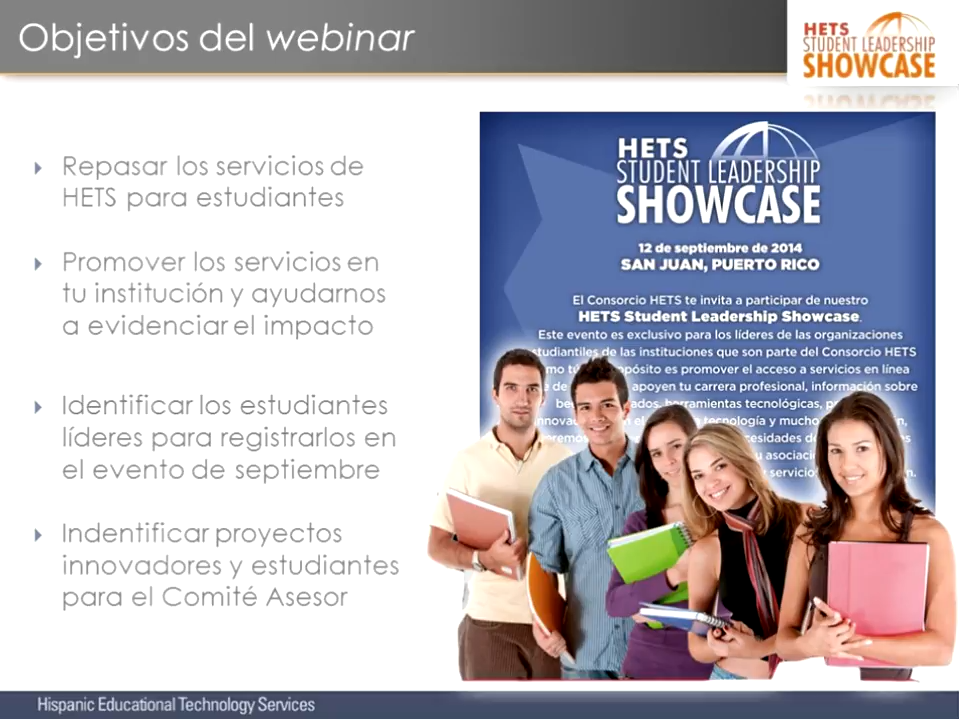 Objetivos del webinar
HETS
STUDENT LEADERSHIP
SHOWCASE
Repasar los servicios de
HETS para estudiantes
Promover los servicios en
tu institución y ayudarnos
a evidenciar el impacto
Identificar los estudiantes
líderes para registrarlos en
el evento de septiembre
Indentificar proyectos
innovadores y estudiantes
para el Comité Asesor
HETS
STUDENT LEADERSHIP
SHOWCASE
12 de septiembre de 2014
SAN JUAN, PUERTO RICO
El Consorcio HETS te invita a participar de nuestro
HETS Student Leadership Showcase.
Este evento es exclusivo para los líderes de las organizaciones
de las instituciones que son parte del Consorcio HETS
es promover el acceso a servicios en línea
apoyen tu carrera profesional, información sobre
tecnológicas,
tecnología y mucho
Hispanic Educational Technology Services